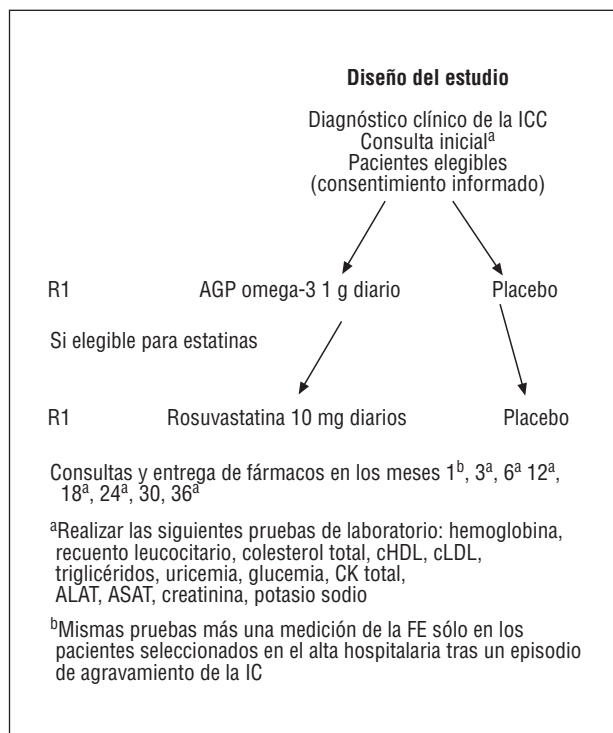 Diseño del estudio
Diagnóstico clínico de la ICC
Consulta inicialª
Pacientes elegibles
(consentimiento informado)
R1 AGP omega-3 1 g diario Placebo
Si elegible para estatinas
R1 Rosuvastatina 10 mg diarios Placebo
Consultas y entrega de fármacos en los meses 1ᵇ, 3ª, 6ª 12ª,
18ª, 24ª, 30, 36ª
ªRealizar las siguientes pruebas de laboratorio: hemoglobina,
recuento leucocitario, colesterol total, cHDL, cLDL,
triglicéridos, uricemia, glucemia, CK total,
ALAT, ASAT, creatinina, potasio sodio
ᵇMismas pruebas más una medición de la FE sólo en los
pacientes seleccionados en el alta hospitalaria tras un episodio
de agravamiento de la IC